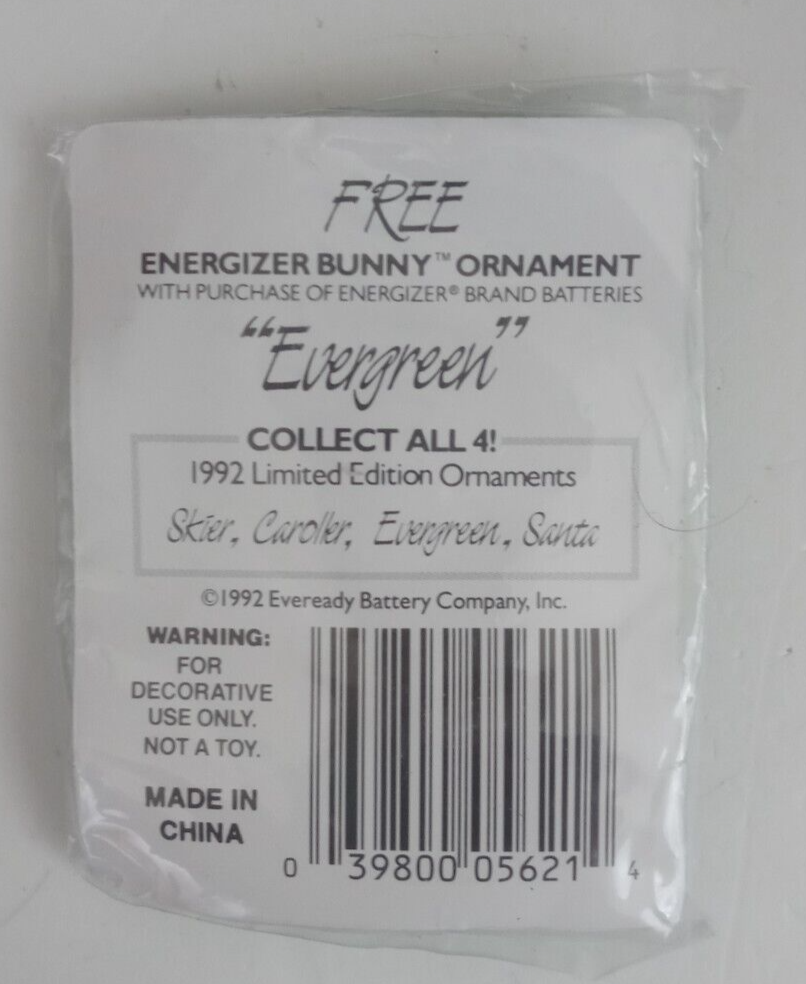 FREE
ENERGIZER BUNNY™ ORNAMENT
WITH PURCHASE OF ENERGIZER® BRAND BATTERIES
"Evergreen"
COLLECT ALL 4!
1992 Limited Edition Ornaments
Skier, Caroller, Evergreen, Santa
©1992 Eveready Battery Company, Inc.
WARNING:
FOR
DECORATIVE
USE ONLY.
NOT A TOY.
MADE IN
CHINA
0 39800 05621 4